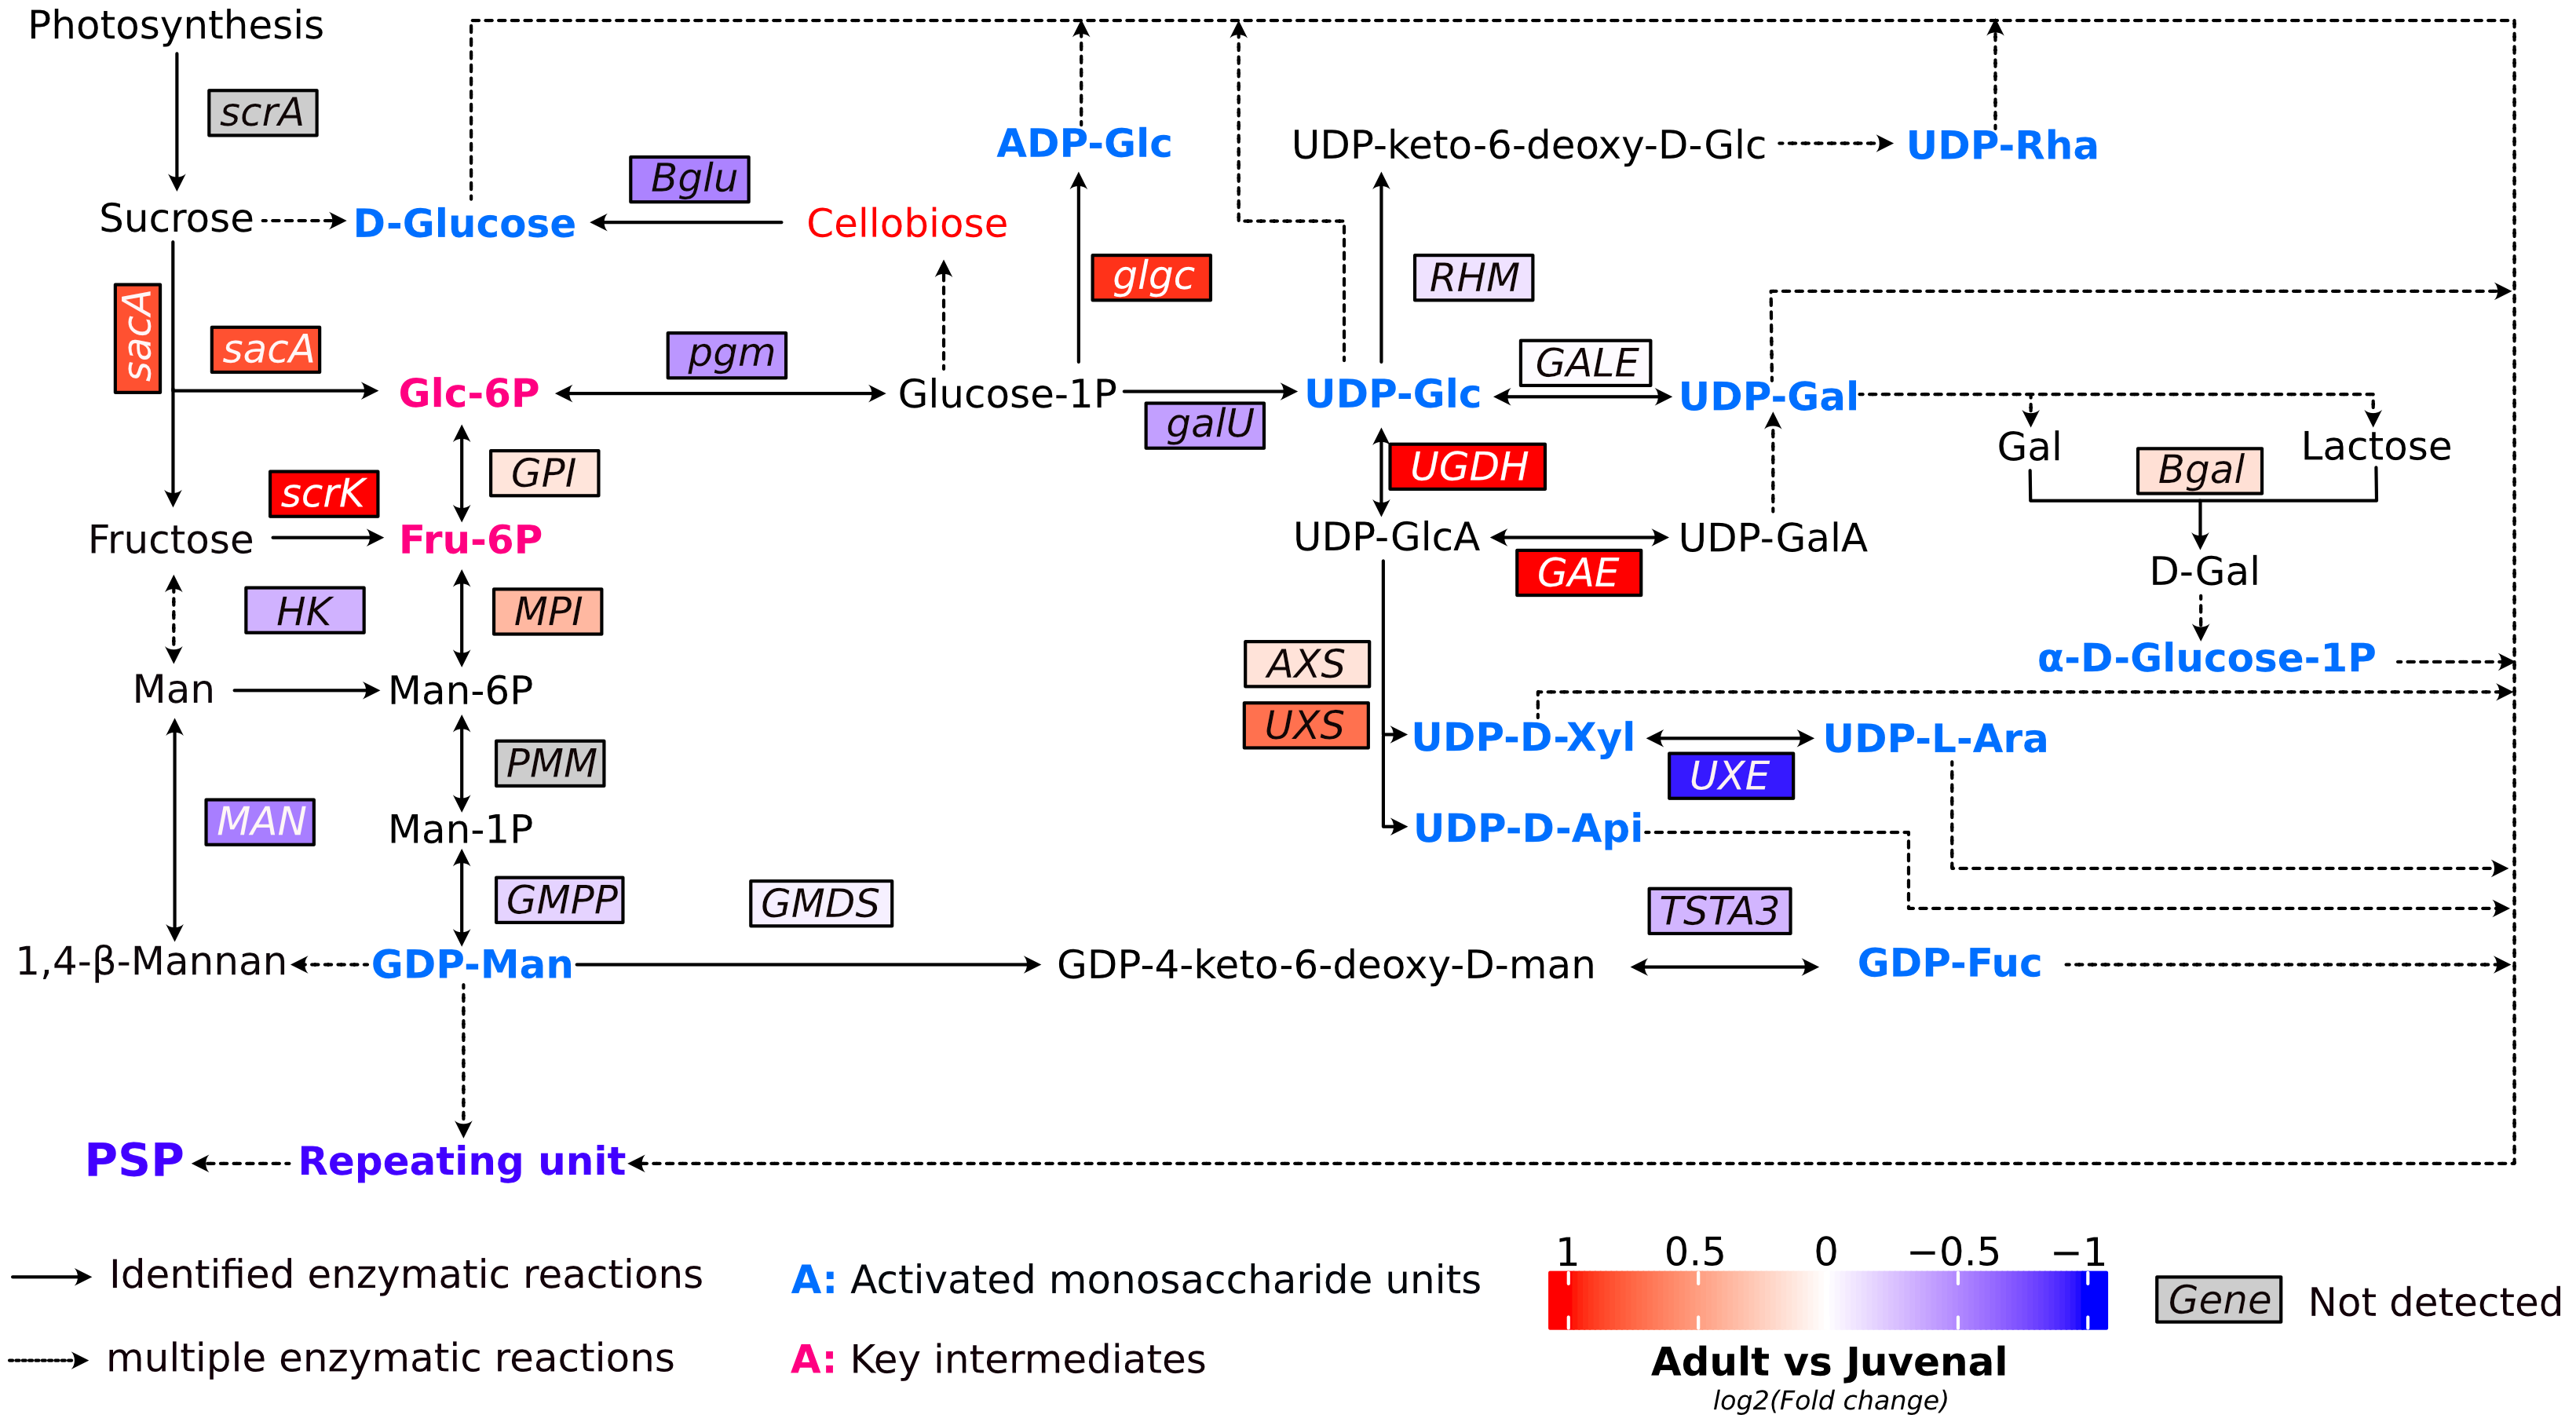 Photosynthesis
scrA
Bglu
ADP-Glc
UDP-keto-6-deoxy-D-Glc
UDP-Rha
Sucrose
D-Glucose
Cellobiose
glgc
RHM
sacA
sacA
pgm
GALE
Glc-6P
Glucose-1P
UDP-Glc
UDP-Gal
galU
Gal
Lactose
GPI
UGDH
Bgal
scrK
Fructose
Fru-6P
UDP-GlcA
UDP-GalA
GAE
D-Gal
HK
MPI
AXS
α-D-Glucose-1P
Man
Man-6P
UXS
UDP-D-Xyl
UDP-L-Ara
PMM
UXE
MAN
Man-1P
UDP-D-Api
GMPP
GMDS
TSTA3
1,4-β-Mannan
GDP-Man
GDP-4-keto-6-deoxy-D-man
GDP-Fuc
PSP
Repeating unit
Identified enzymatic reactions
A: Activated monosaccharide units
1 0.5 0 −0.5 −1
Gene Not detected
multiple enzymatic reactions
A: Key intermediates
Adult vs Juvenal
log2(Fold change)